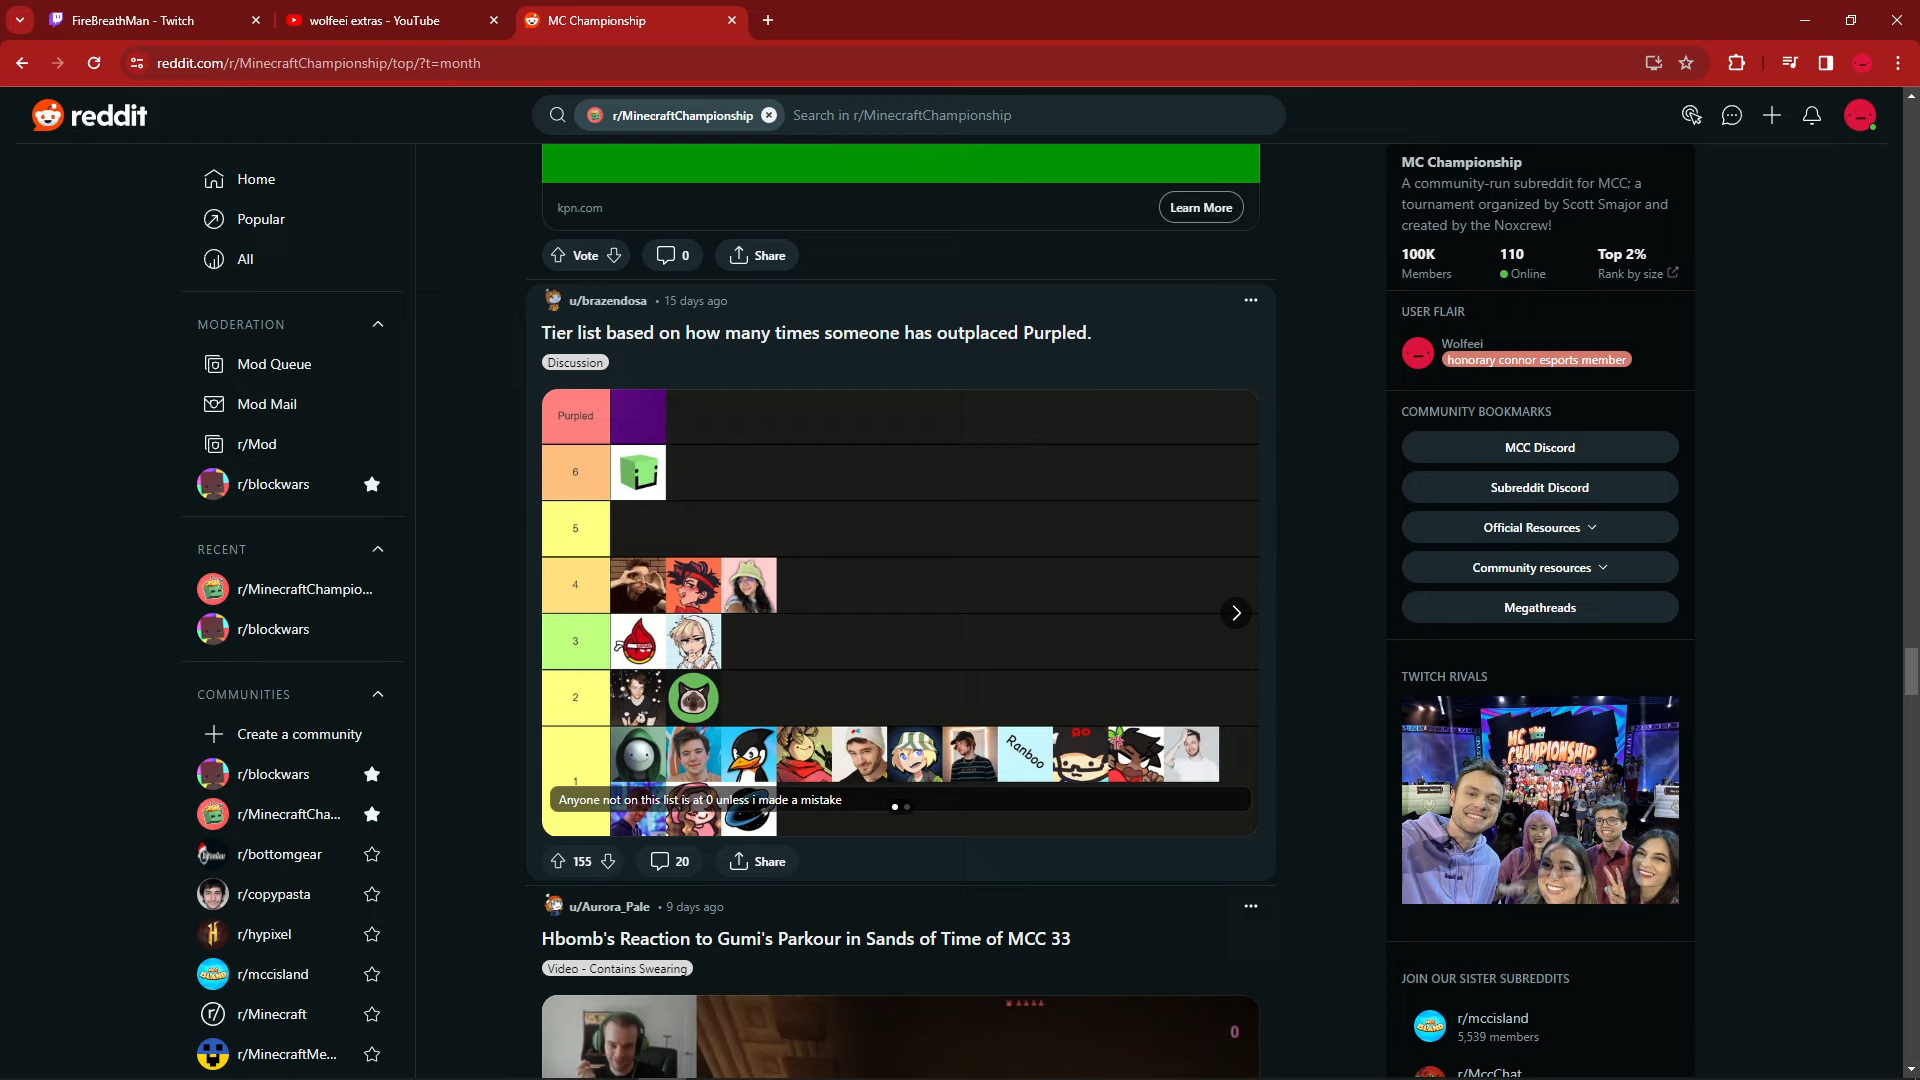 FireBreathMan - Twitch
wolfeei extras - YouTube
MC Championship
reddit.com/r/MinecraftChampionship/top/?t=month
reddit
r/MinecraftChampionship
Search in r/MinecraftChampionship
Home
Popular
All
MODERATION
Mod Queue
Mod Mail
r/Mod
r/blockwars
RECENT
r/MinecraftChampio...
r/blockwars
COMMUNITIES
Create a community
r/blockwars
r/MinecraftCha...
r/bottomgear
r/copypasta
r/hypixel
r/mccisland
r/Minecraft
r/MinecraftMe...
kpn.com
Learn More
Vote
0
Share
u/brazendosa • 15 days ago
Tier list based on how many times someone has outplaced Purpled.
Discussion
Purpled
6
5
4
3
2
1
Ranboo
Anyone not on this list is at 0 unless i made a mistake
155
20
Share
u/Aurora_Pale • 9 days ago
Hbomb's Reaction to Gumi's Parkour in Sands of Time of MCC 33
Video - Contains Swearing
0
MC Championship
A community-run subreddit for MCC; a
tournament organized by Scott Smajor and
created by the Noxcrew!
100K
Members
110
Online
Top 2%
Rank by size
USER FLAIR
Wolfeei
honorary connor esports member
COMMUNITY BOOKMARKS
MCC Discord
Subreddit Discord
Official Resources
Community resources
Megathreads
TWITCH RIVALS
MC
CHAMPIONSHIP
JOIN OUR SISTER SUBREDDITS
r/mccisland
5,539 members
r/MccChat